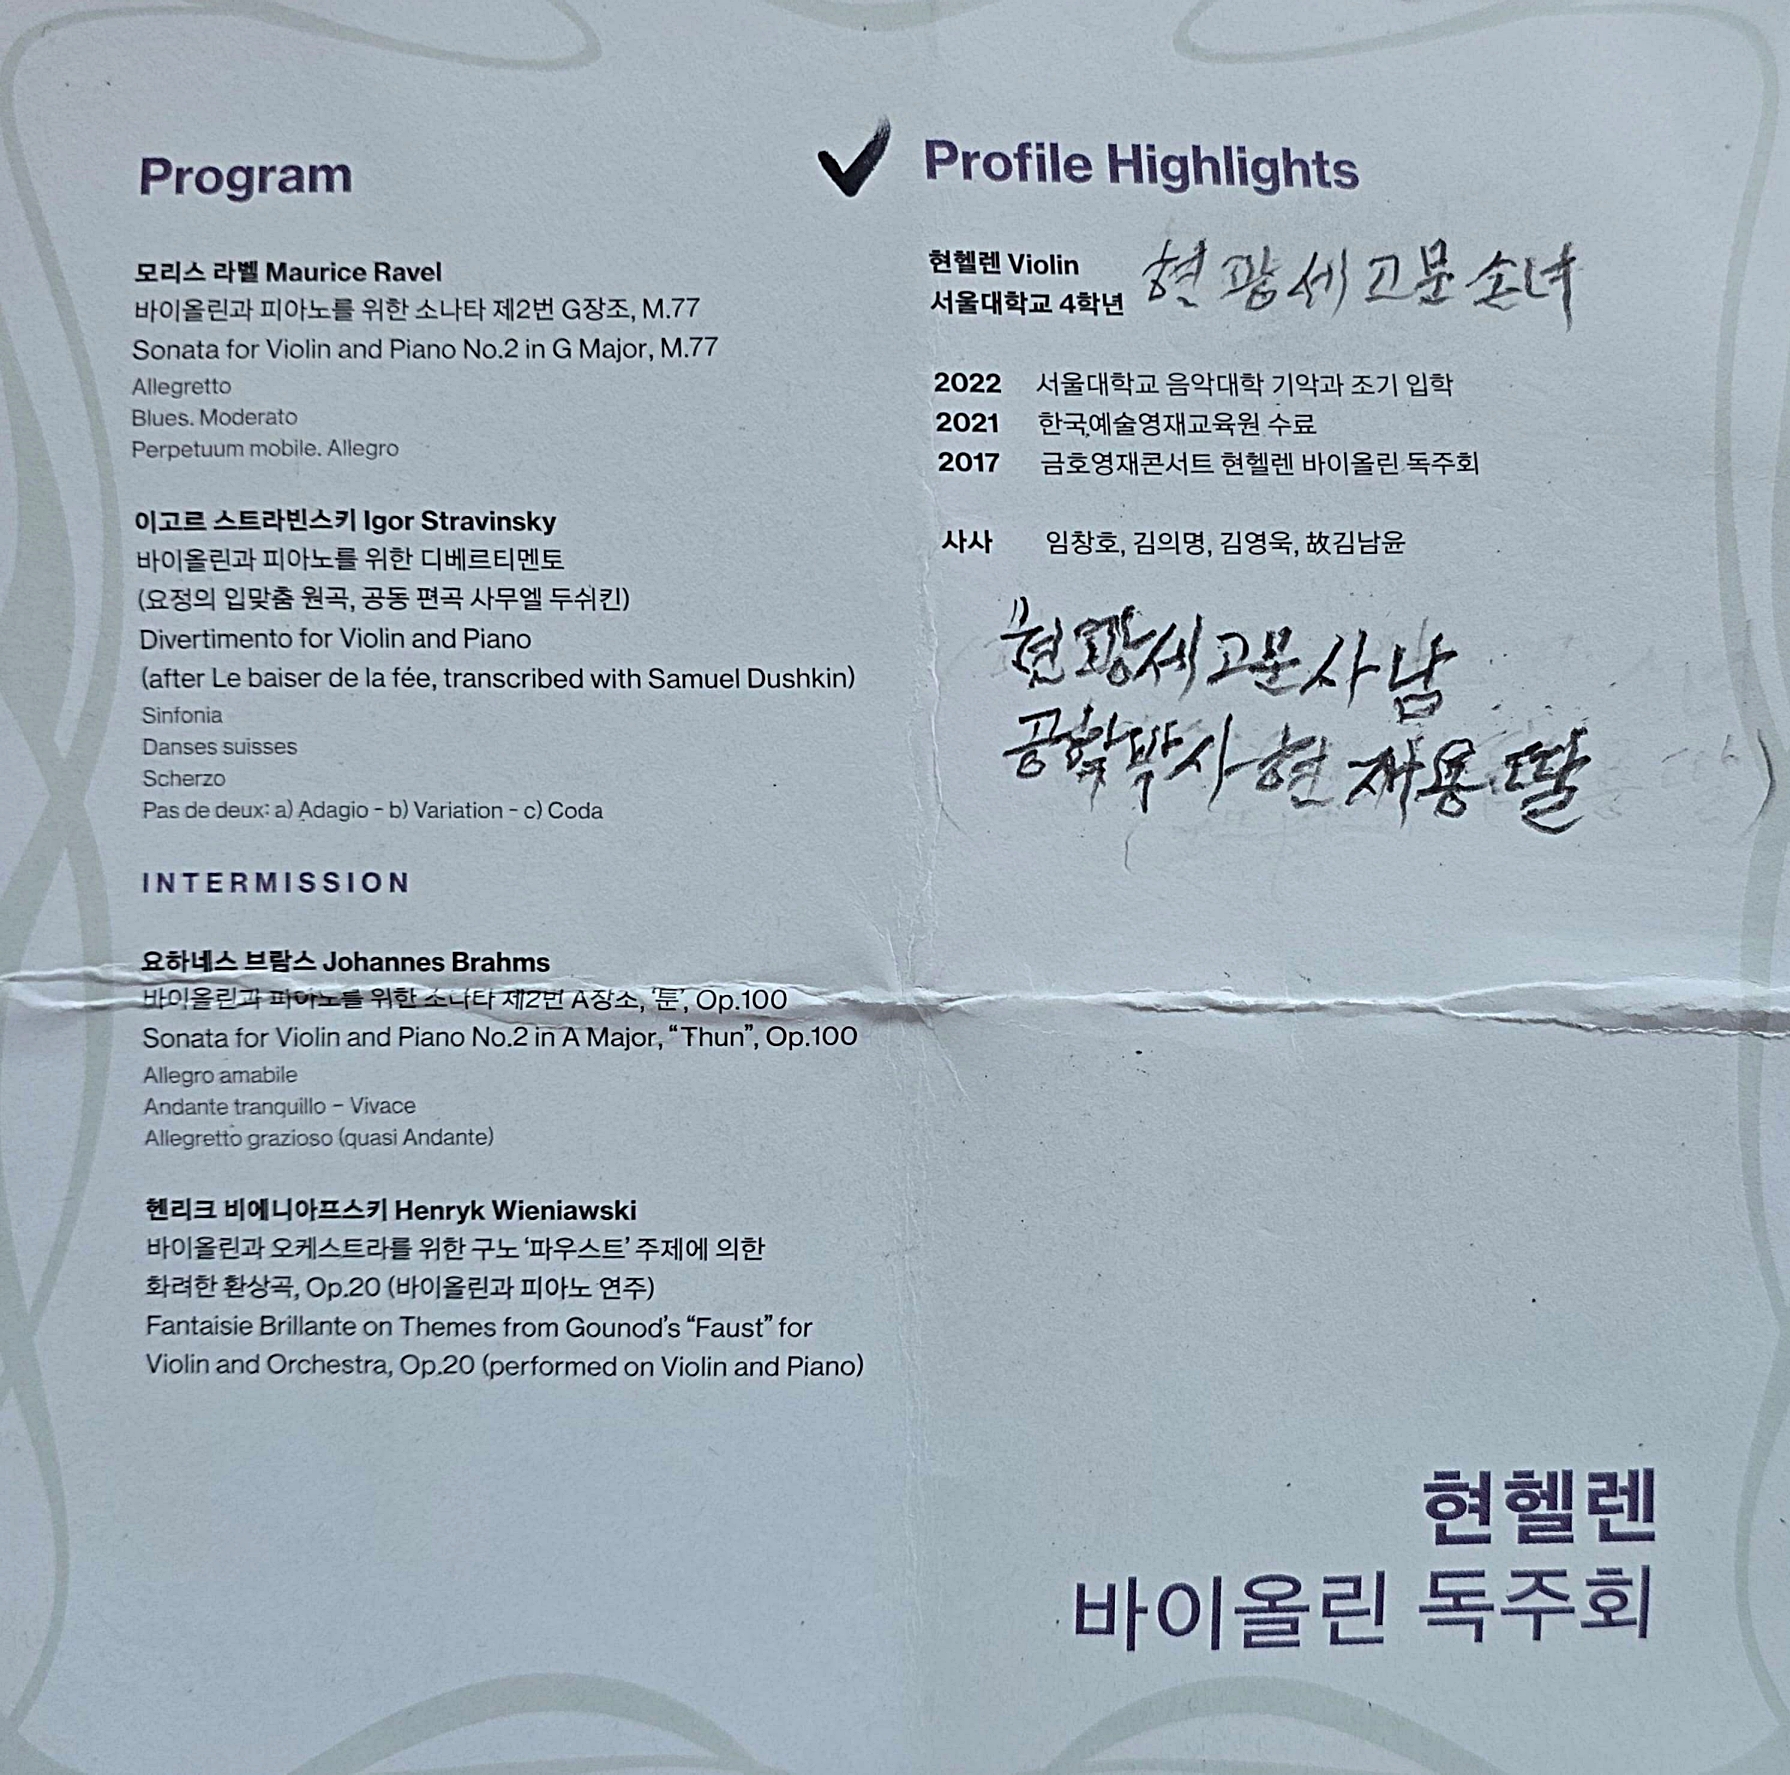 Program
모리스 라벨 Maurice Ravel
바이올린과 피아노를 위한 소나타 제2번 G장조, M.77
Sonata for Violin and Piano No.2 in G Major, M.77
Allegretto
Blues. Moderato
Perpetuum mobile. Allegro
이고르 스트라빈스키 Igor Stravinsky
바이올린과 피아노를 위한 디베르티멘토
(요정의 입맞춤 원곡, 공동 편곡 사무엘 두쉬킨)
Divertimento for Violin and Piano
(after Le baiser de la fée, transcribed with Samuel Dushkin)
Sinfonia
Danses suisses
Scherzo
Pas de deux: a) Adagio – b) Variation – c) Coda
INTERMISSION
요하네스 브람스 Johannes Brahms
바이올린과 피아노를 위한 소나타 제2번 A장조, ‘툰’, Op.100
Sonata for Violin and Piano No.2 in A Major, “Thun”, Op.100
Allegro amabile
Andante tranquillo – Vivace
Allegretto grazioso (quasi Andante)
헨리크 비에니아프스키 Henryk Wieniawski
바이올린과 오케스트라를 위한 구노 ‘파우스트’ 주제에 의한
화려한 환상곡, Op.20 (바이올린과 피아노 연주)
Fantaisie Brillante on Themes from Gounod’s “Faust” for
Violin and Orchestra, Op.20 (performed on Violin and Piano)
Profile Highlights
현헬렌 Violin
서울대학교 4학년
현광세 고문 손녀
2022 서울대학교 음악대학 기악과 조기 입학
2021 한국예술영재교육원 수료
2017 금호영재콘서트 현헬렌 바이올린 독주회
사사 임창호, 김의명, 김영욱, 故김남윤
현광세 고문 사남
공학박사 현재용 딸
현헬렌
바이올린 독주회